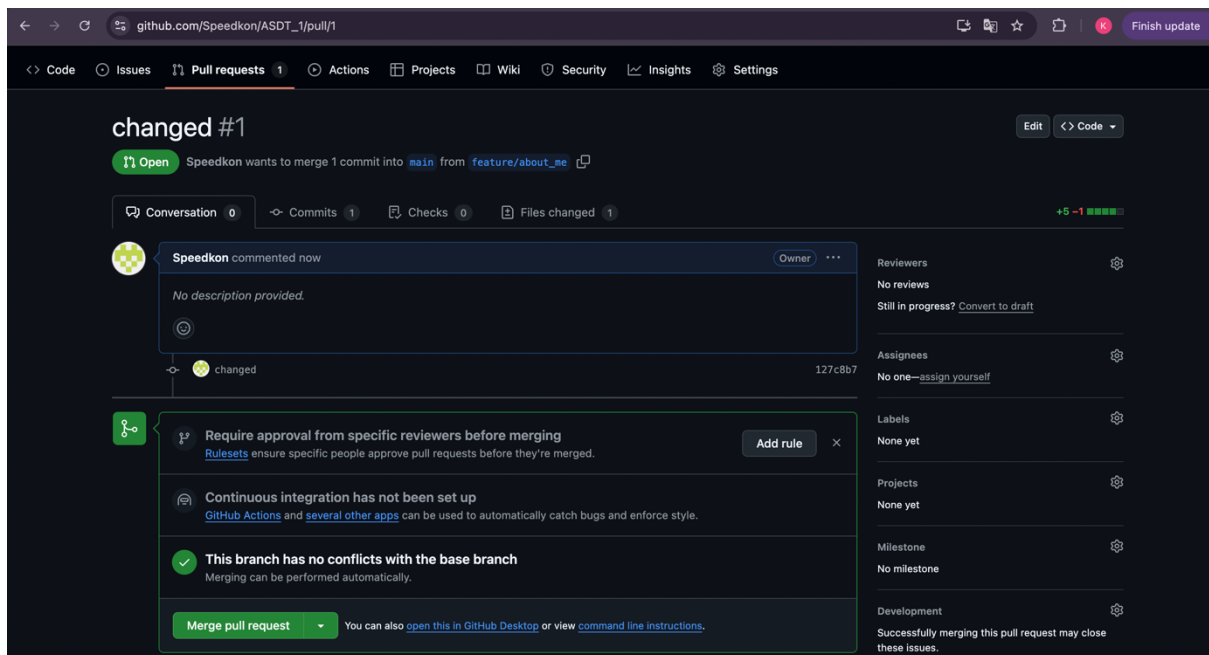 github.com/Speedkon/ASDT_1/pull/1
K
Finish update
Code Issues Pull requests 1 Actions Projects Wiki Security Insights Settings
changed #1
Edit <> Code
Open Speedkon wants to merge 1 commit into main from feature/about_me
Conversation 0 Commits 1 Checks 0 Files changed 1
+5 −1
Speedkon commented now
Owner
No description provided.
changed
127c8b7
Require approval from specific reviewers before merging
Rulesets ensure specific people approve pull requests before they're merged.
Add rule
Continuous integration has not been set up
GitHub Actions and several other apps can be used to automatically catch bugs and enforce style.
This branch has no conflicts with the base branch
Merging can be performed automatically.
Merge pull request
You can also open this in GitHub Desktop or view command line instructions.
Reviewers
No reviews
Still in progress? Convert to draft
Assignees
No one—assign yourself
Labels
None yet
Projects
None yet
Milestone
No milestone
Development
Successfully merging this pull request may close
these issues.